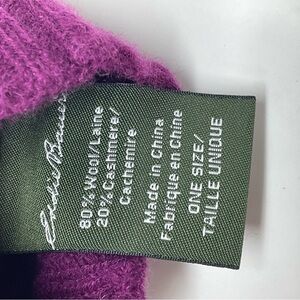 Eddie Bauer
80% Wool/Laine
20% Cashmere/
Cachemire
Made in China
Fabriqué en Chine
ONE SIZE/
TAILLE UNIQUE